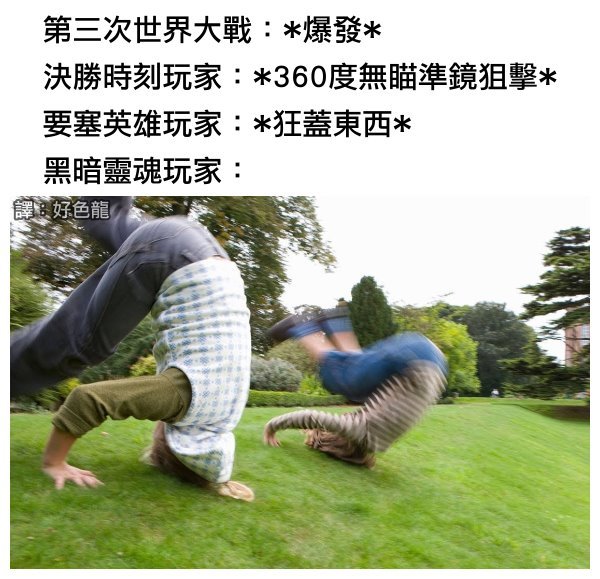 第三次世界大戰：*爆發*
決勝時刻玩家：*360度無瞄準鏡狙擊*
要塞英雄玩家：*狂蓋東西*
黑暗靈魂玩家：
譯：好色龍